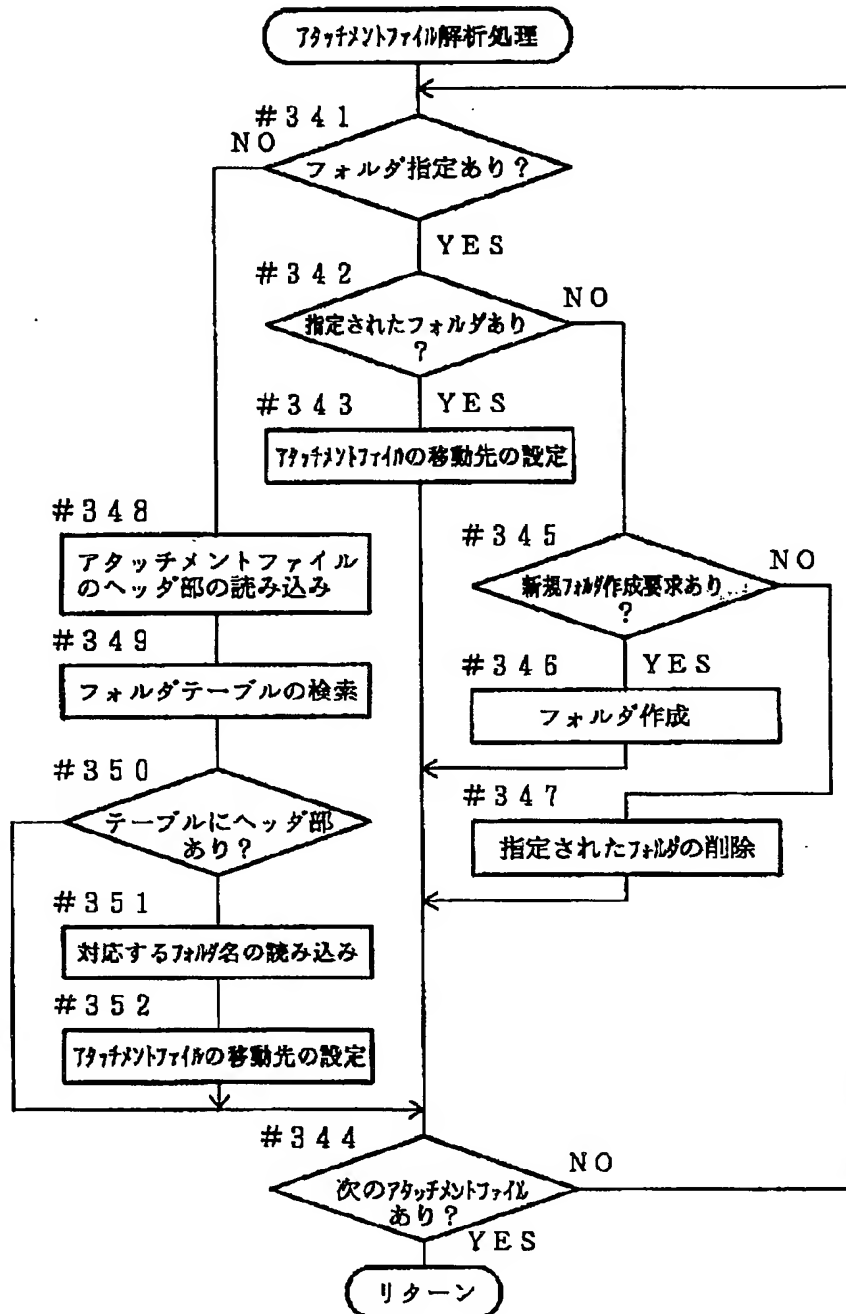 アタッチメントファイル解析処理
#341
NO
フォルダ指定あり?
YES
#342
NO
指定されたフォルダあり
?
#343
YES
アタッチメントファイルの移動先の設定
#348
アタッチメントファイル
のヘッダ部の読み込み
#345
NO
新規フォルダ作成要求あり
?
#349
フォルダテーブルの検索
#346
YES
フォルダ作成
#350
テーブルにヘッダ部
あり?
#347
指定されたフォルダの削除
#351
対応するフォルダ名の読み込み
#352
アタッチメントファイルの移動先の設定
#344
NO
次のアタッチメントファイル
あり?
YES
リターン